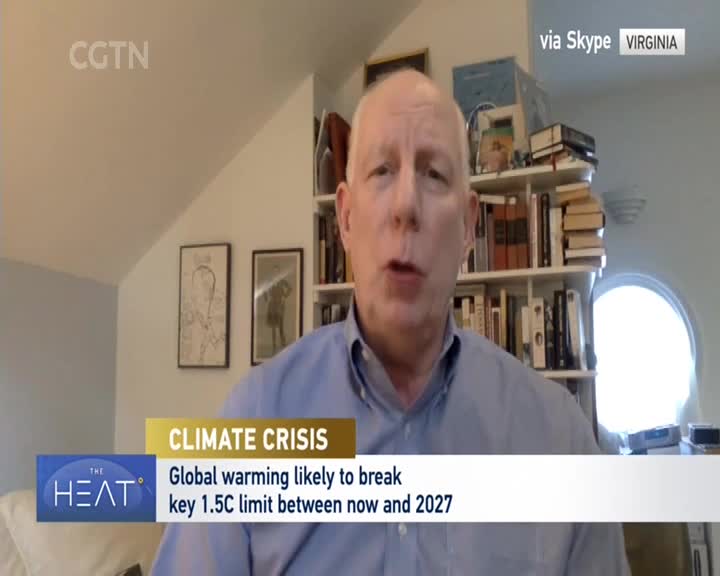 CGTN
via Skype VIRGINIA
CLIMATE CRISIS
THE
HEAT
Global warming likely to break
key 1.5C limit between now and 2027